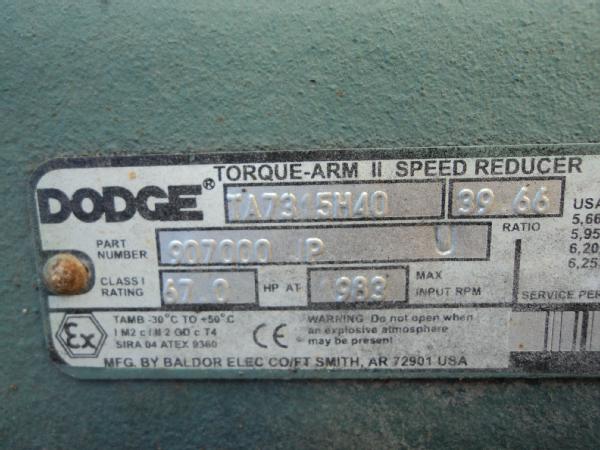 TORQUE-ARM II SPEED REDUCER
DODGE® TA7315H40 39.66
RATIO
PART NUMBER 907000 JP U
CLASS I RATING 67.0 HP AT 983 MAX INPUT RPM
USA
5,66
5,95
6,20
6,25
SERVICE PER
TAMB -30°C TO +50°C
I M2 c I M 2 GD c T4
SIRA 04 ATEX 9360
Ex
CE
WARNING: Do not open when
an explosive atmosphere
may be present
MFG. BY BALDOR ELEC CO/FT SMITH, AR 72901 USA